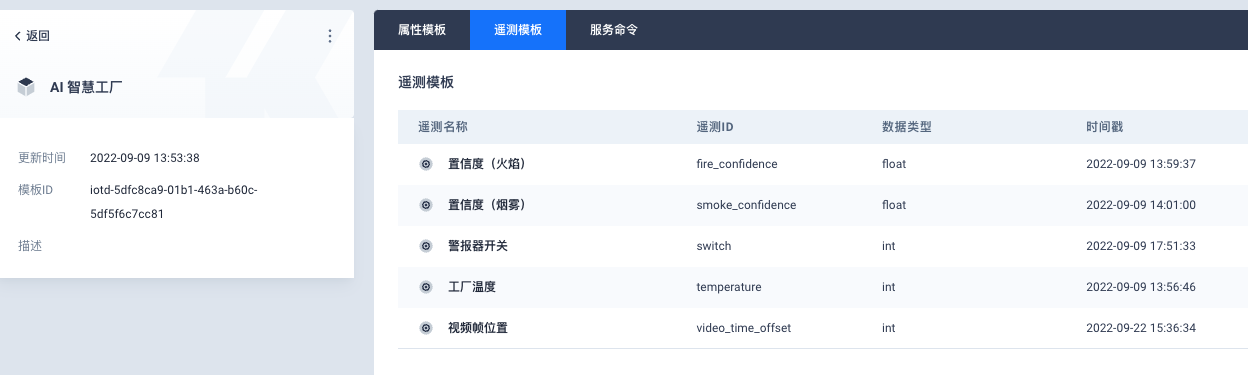 返回
AI 智慧工厂
更新时间 2022-09-09 13:53:38
模板ID iotd-5dfc8ca9-01b1-463a-b60c-
5df5f6c7cc81
描述
属性模板 遥测模板 服务命令
遥测模板
遥测名称 遥测ID 数据类型 时间戳
置信度（火焰） fire_confidence float 2022-09-09 13:59:37
置信度（烟雾） smoke_confidence float 2022-09-09 14:01:00
警报器开关 switch int 2022-09-09 17:51:33
工厂温度 temperature int 2022-09-09 13:56:46
视频帧位置 video_time_offset int 2022-09-22 15:36:34